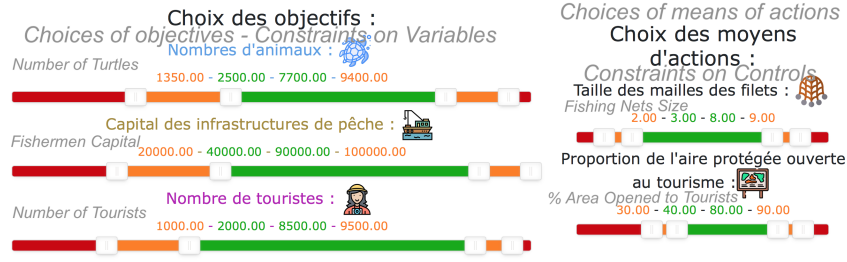 Choix des objectifs :
Choices of objectives - Constraints on Variables
Nombres d'animaux :
Number of Turtles
1350.00 - 2500.00 - 7700.00 - 9400.00
Capital des infrastructures de pêche :
Fishermen Capital
20000.00 - 40000.00 - 90000.00 - 100000.00
Nombre de touristes :
Number of Tourists
1000.00 - 2000.00 - 8500.00 - 9500.00
Choices of means of actions
Choix des moyens
d'actions :
Constraints on Controls
Taille des mailles des filets :
Fishing Nets Size
2.00 - 3.00 - 8.00 - 9.00
Proportion de l'aire protégée ouverte
au tourisme :
% Area Opened to Tourists
30.00 - 40.00 - 80.00 - 90.00